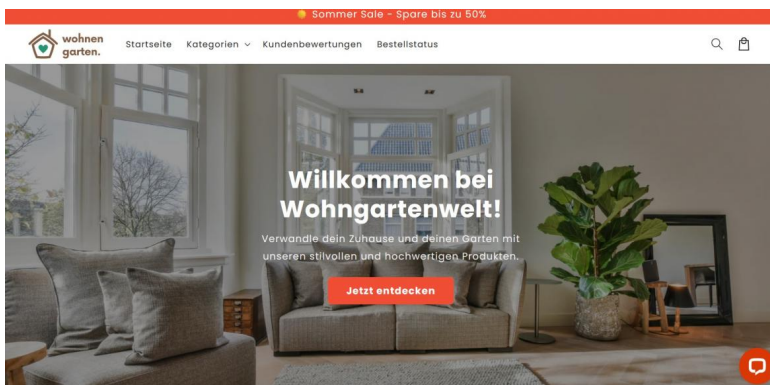 Sommer Sale - Spare bis zu 50%
wohnen
garten.
Startseite Kategorien Kundenbewertungen Bestellstatus
Willkommen bei
Wohngartenwelt!
Verwandle dein Zuhause und deinen Garten mit
unseren stilvollen und hochwertigen Produkten.
Jetzt entdecken